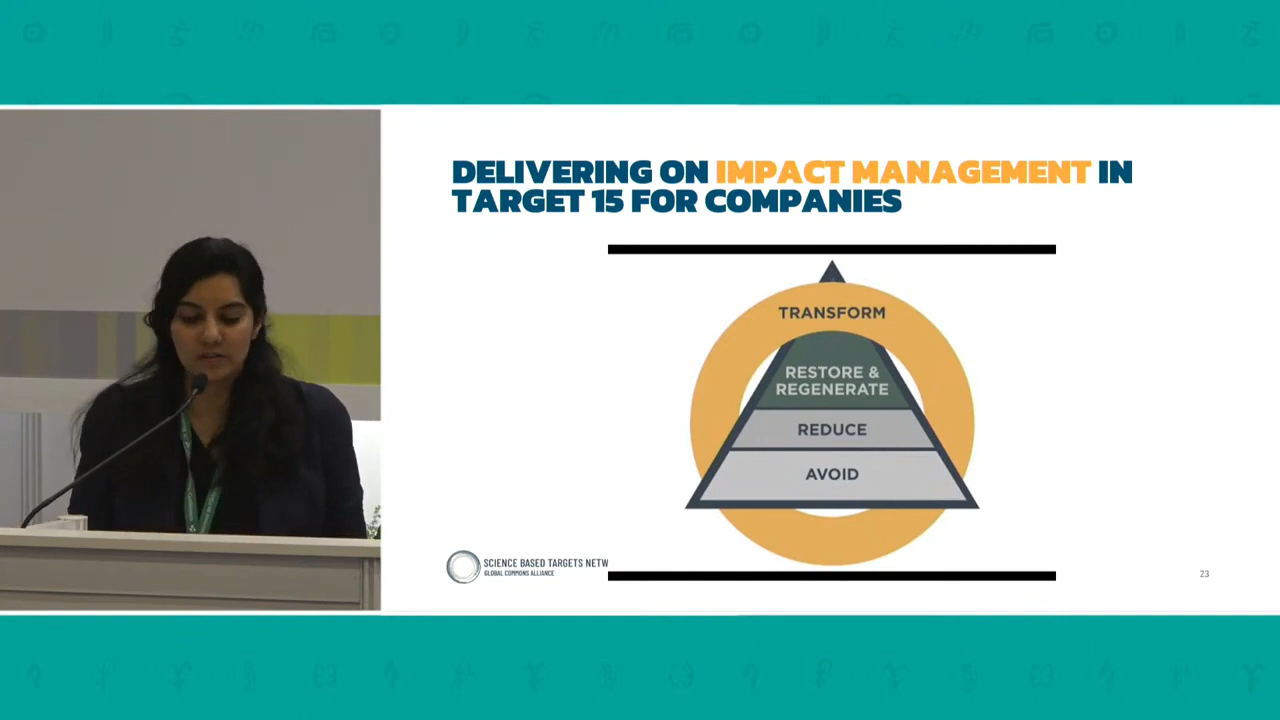 DELIVERING ON IMPACT MANAGEMENT IN
TARGET 15 FOR COMPANIES
TRANSFORM
RESTORE &
REGENERATE
REDUCE
AVOID
SCIENCE BASED TARGETS NETW
GLOBAL COMMONS ALLIANCE
23